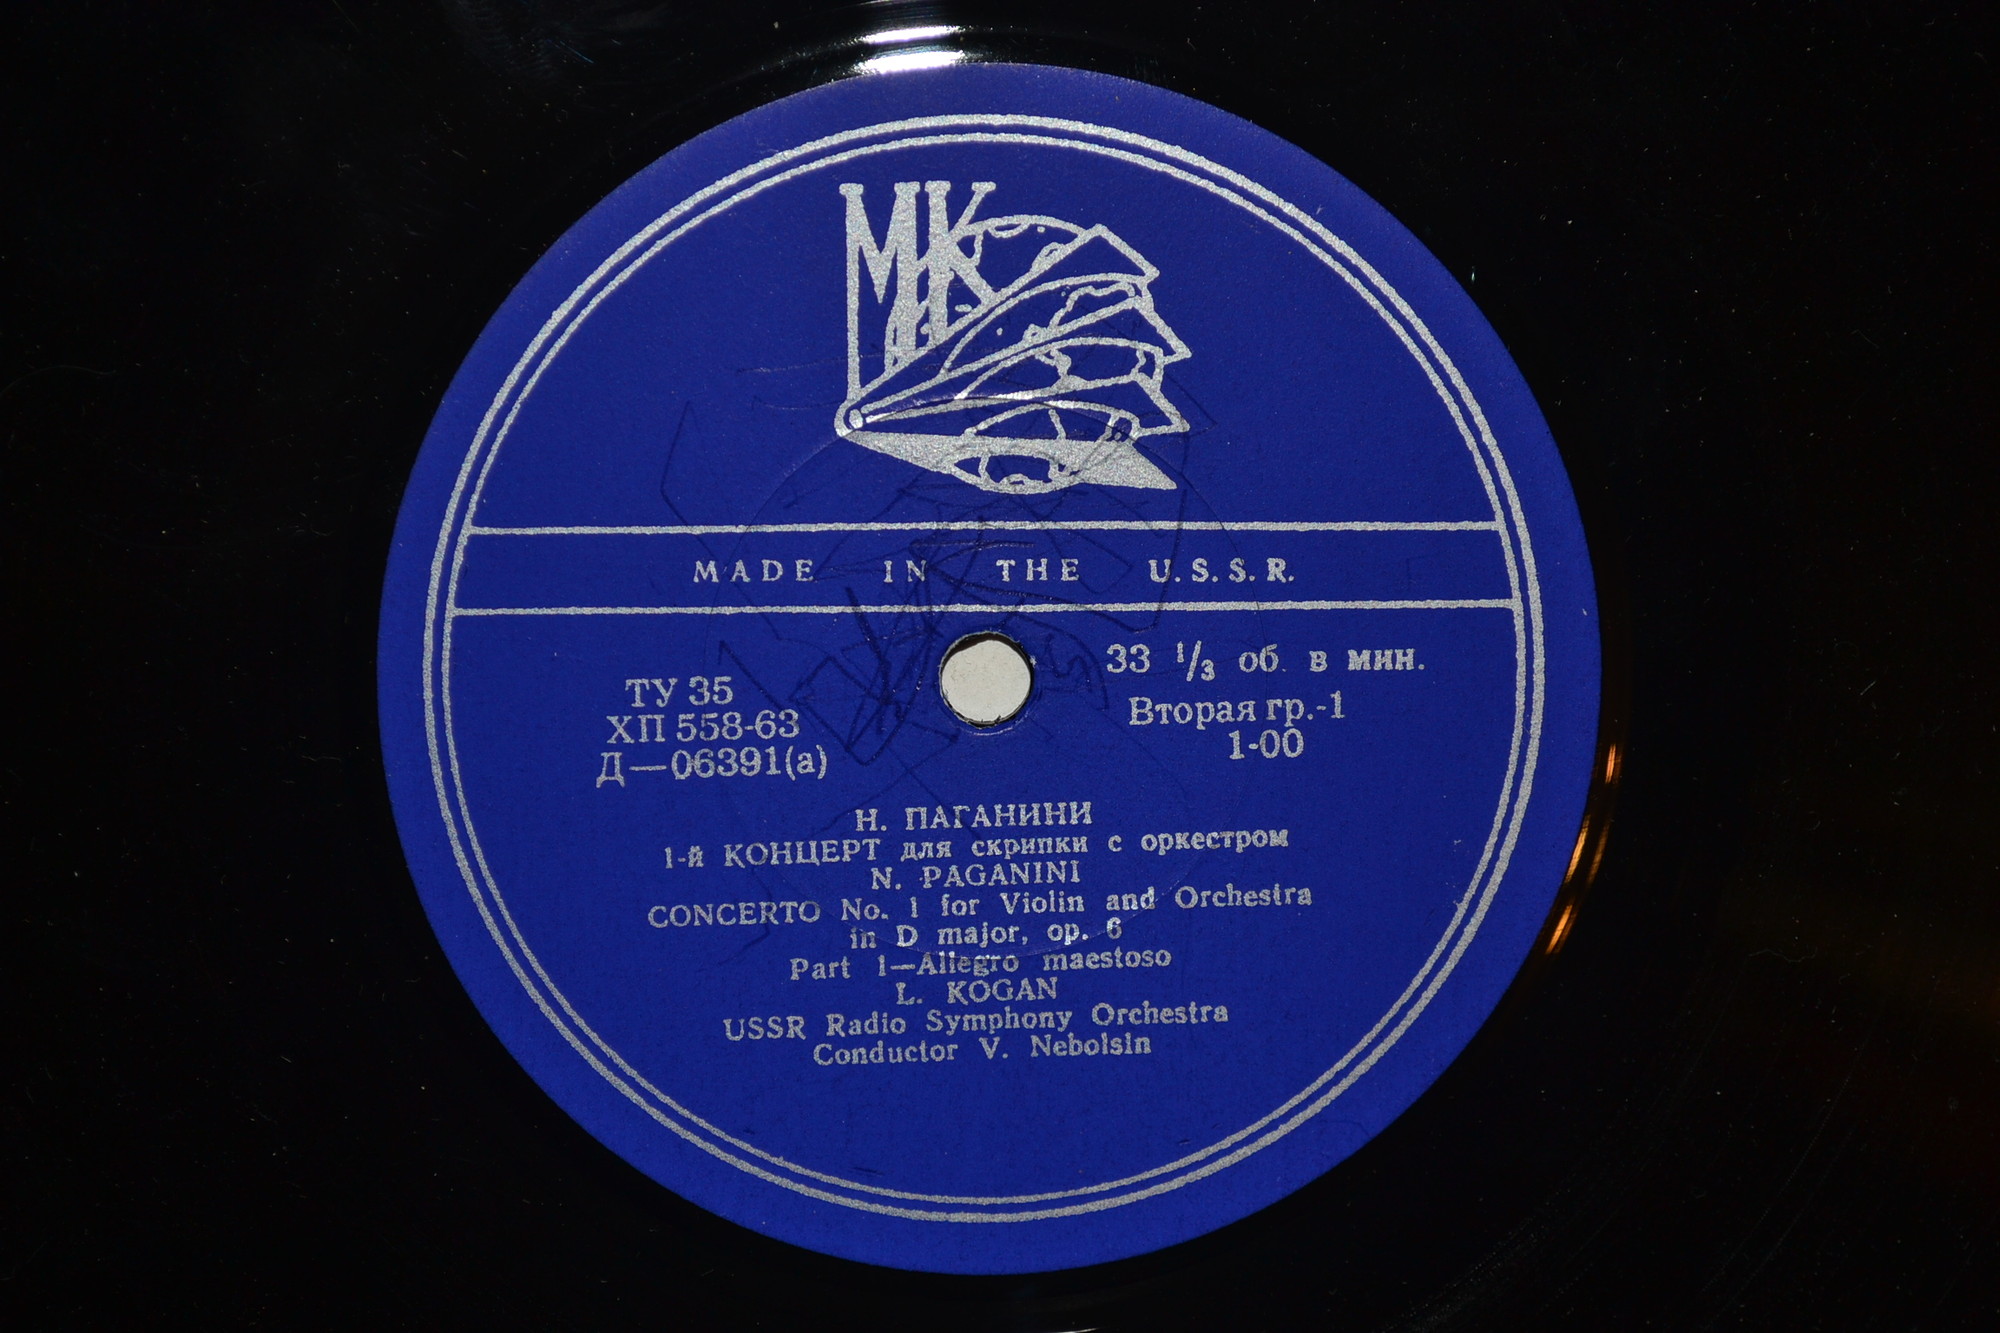 МК
MADE IN THE U.S.S.R.
33 1/3 об. в мин.
Вторая гр.-1
1-00
ТУ 35
ХП 558-63
Д—06391(а)
Н. ПАГАНИНИ
1-й КОНЦЕРТ для скрипки с оркестром
N. PAGANINI
CONCERTO No. 1 for Violin and Orchestra
in D major, op. 6
Part 1—Allegro maestoso
L. KOGAN
USSR Radio Symphony Orchestra
Conductor V. Nebolsin